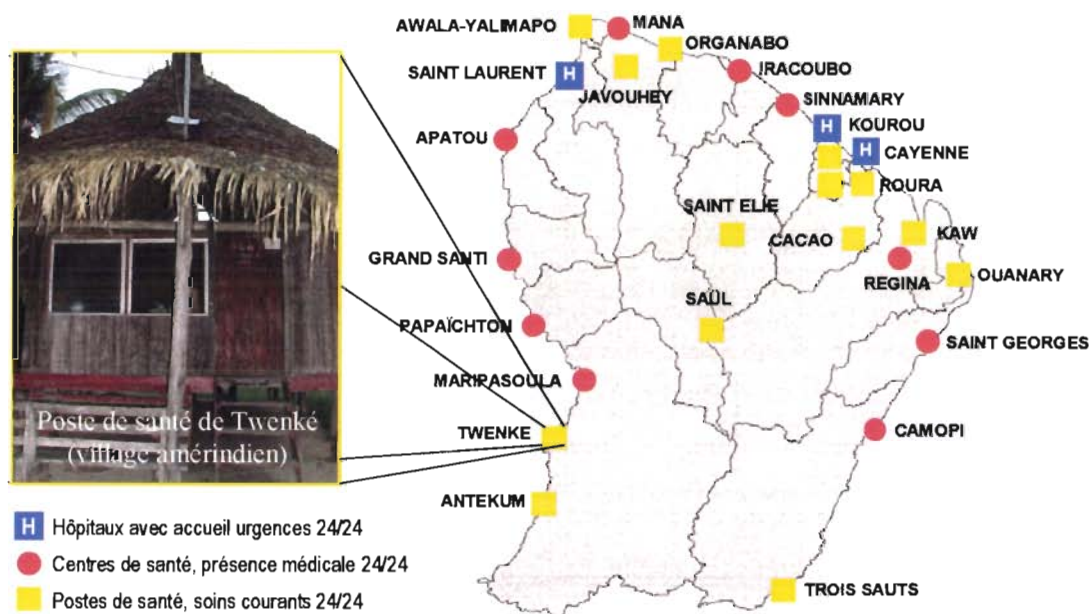 AWALA-YALIMAPO
MANA
ORGANABO
SAINT LAURENT
H
JAVOUHEY
IRACOUBO
SINNAMARY
H
KOUROU
APATOU
H
CAYENNE
ROURA
SAINT ELIE
CACAO
KAW
GRAND SANTI
REGINA
OUANARY
SAÜL
PAPAÏCHTON
SAINT GEORGES
MARIPASOULA
Poste de santé de Twenké
(village amérindien)
TWENKE
CAMOPI
ANTEKUM
H Hôpitaux avec accueil urgences 24/24
Centres de santé, présence médicale 24/24
Postes de santé, soins courants 24/24
TROIS SAUTS